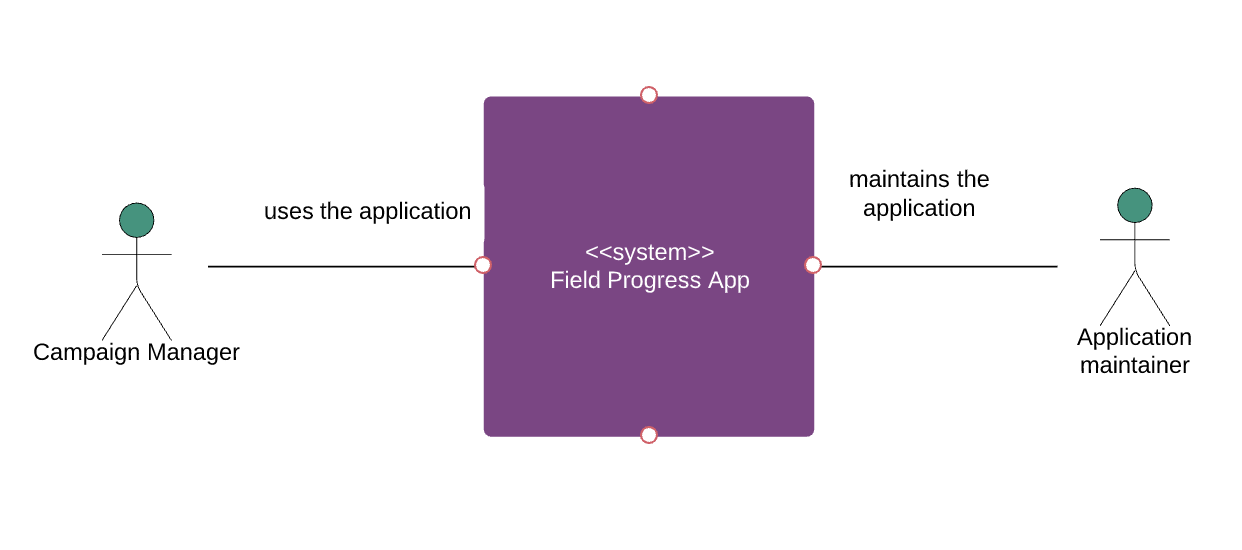 uses the application
maintains the
application
<<system>>
Field Progress App
Campaign Manager
Application
maintainer